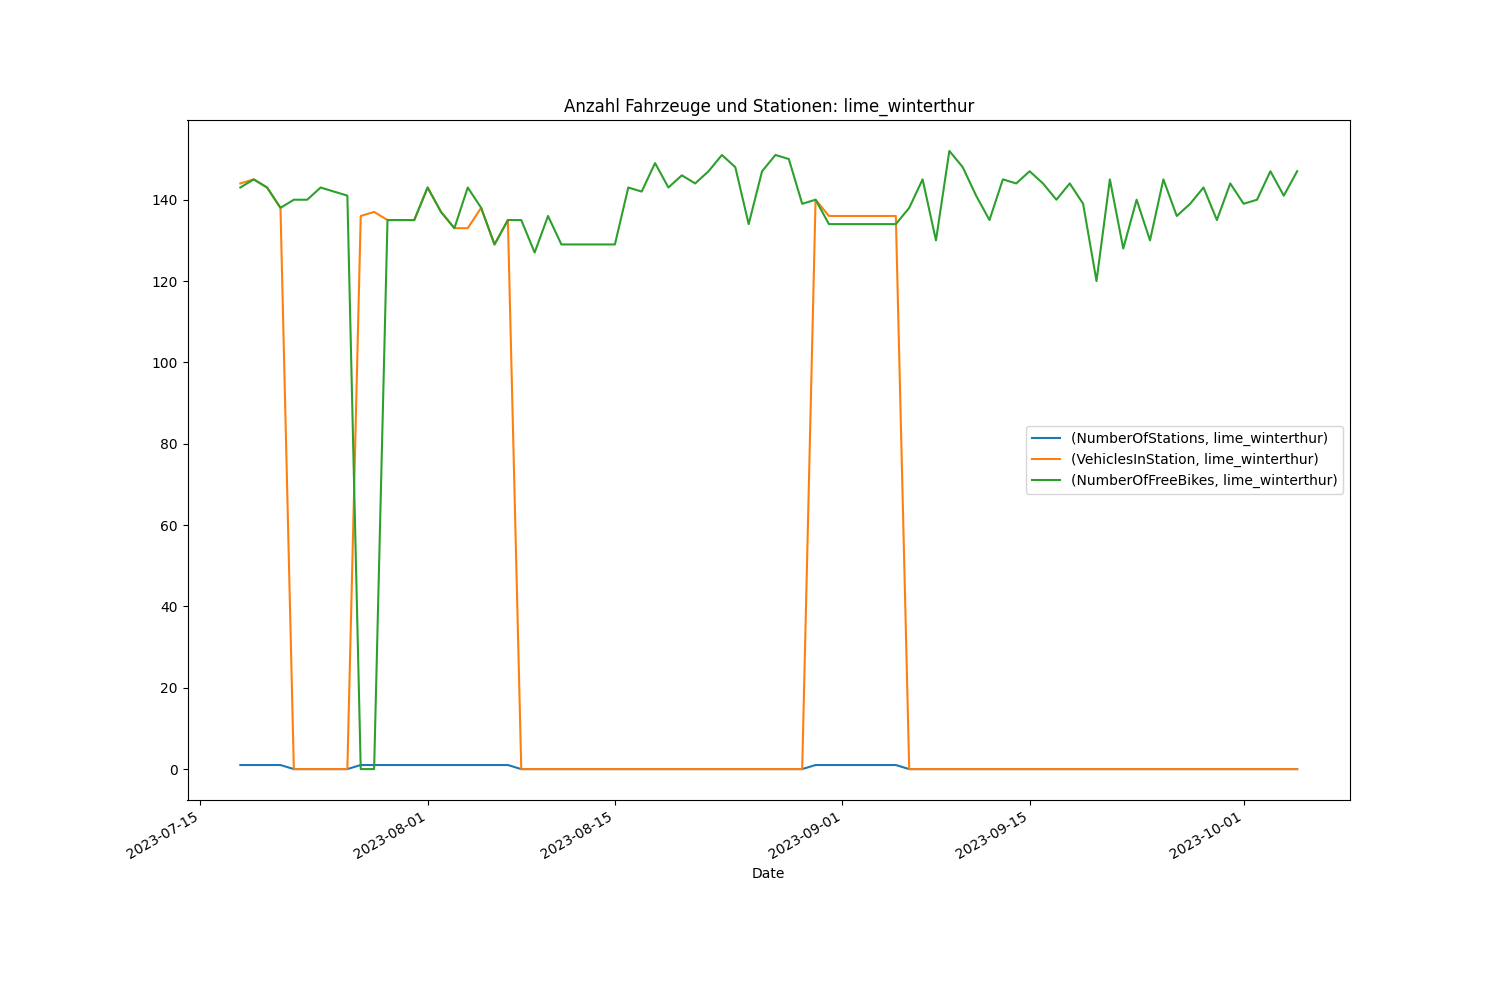 Anzahl Fahrzeuge und Stationen: lime_winterthur
140
120
100
80
60
40
20
0
(NumberOfStations, lime_winterthur)
(VehiclesInStation, lime_winterthur)
(NumberOfFreeBikes, lime_winterthur)
2023-07-15
2023-08-01
2023-08-15
2023-09-01
2023-09-15
2023-10-01
Date